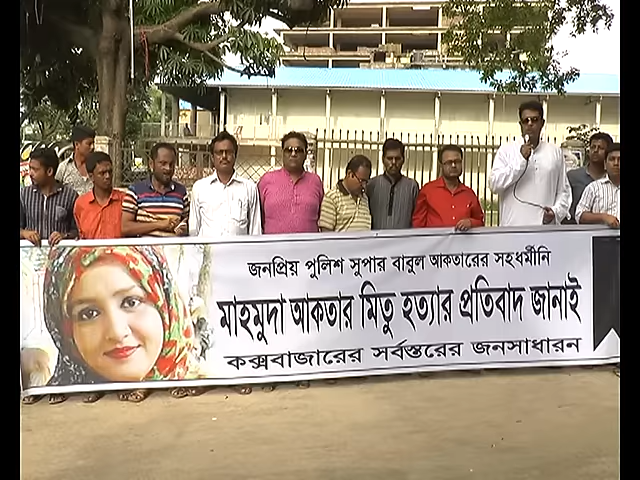 জনপ্রিয় পুলিশ সুপার বাবুল আকতারের সহধর্মীনি
মাহমুদা আকতার মিতু হত্যার প্রতিবাদ জানাই
কক্সবাজারের সর্বস্তরের জনসাধারন